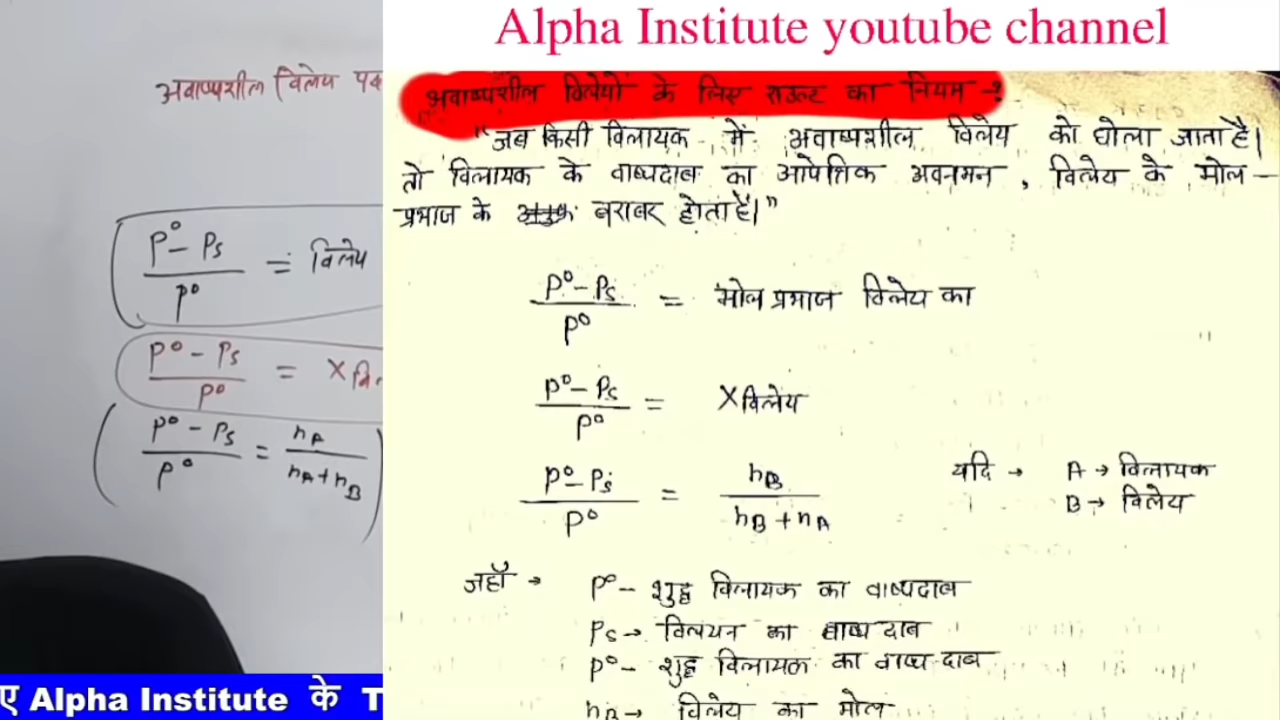 Alpha Institute youtube channel
अवाष्पशील विलेय
P° - Ps / P° = विलेय
P° - Ps / P° = X
P° - Ps / P° = nA / nA + nB
ए Alpha Institute के T
अवाष्पशील विलेयों के लिए राउल्ट का नियम →
"जब किसी विलायक में अवाष्पशील विलेय को घोला जाता है।
तो विलायक के वाष्पदाब का आपेक्षिक अवनमन, विलेय के मोल-
प्रभाज के बराबर होता है।"
P° - Ps / P° = मोल प्रभाज विलेय का
P° - Ps / P° = X विलेय
P° - Ps / P° = nB / nB + nA
यदि → A → विलायक
B → विलेय
जहाँ → P° - शुद्ध विलायक का वाष्पदाब
Ps → विलयन का वाष्प दाब
P° - शुद्ध विलायक का वाष्प दाब
nB → विलेय का मोल